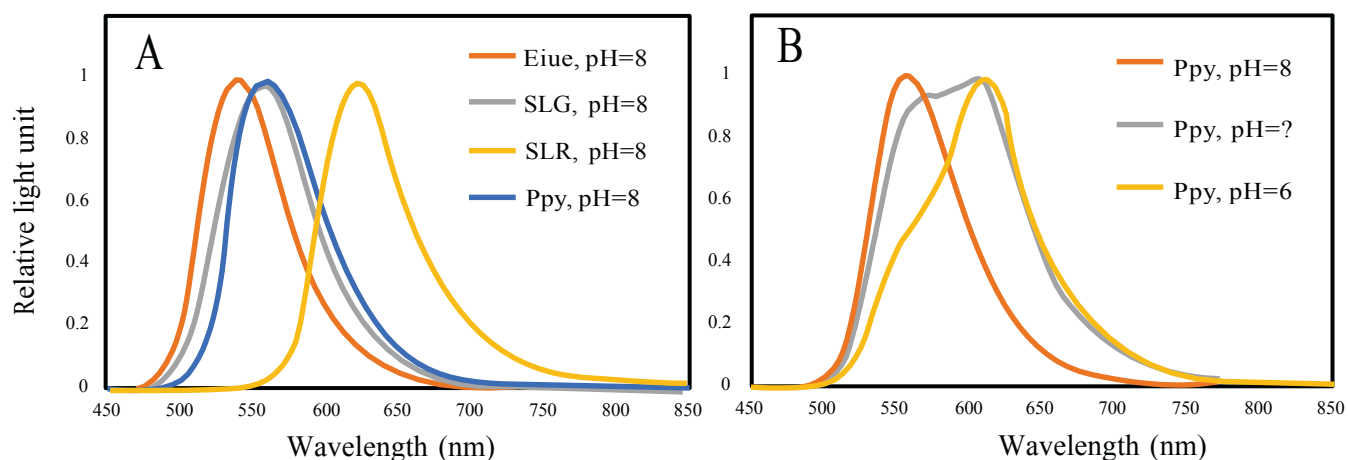 A
Eiue, pH=8
SLG, pH=8
SLR, pH=8
Ppy, pH=8
Relative light unit
1
0.8
0.6
0.4
0.2
0
450 500 550 600 650 700 750 800 850
Wavelength (nm)
B
Ppy, pH=8
Ppy, pH=?
Ppy, pH=6
1
0.8
0.6
0.4
0.2
0
450 500 550 600 650 700 750 800 850
Wavelength (nm)